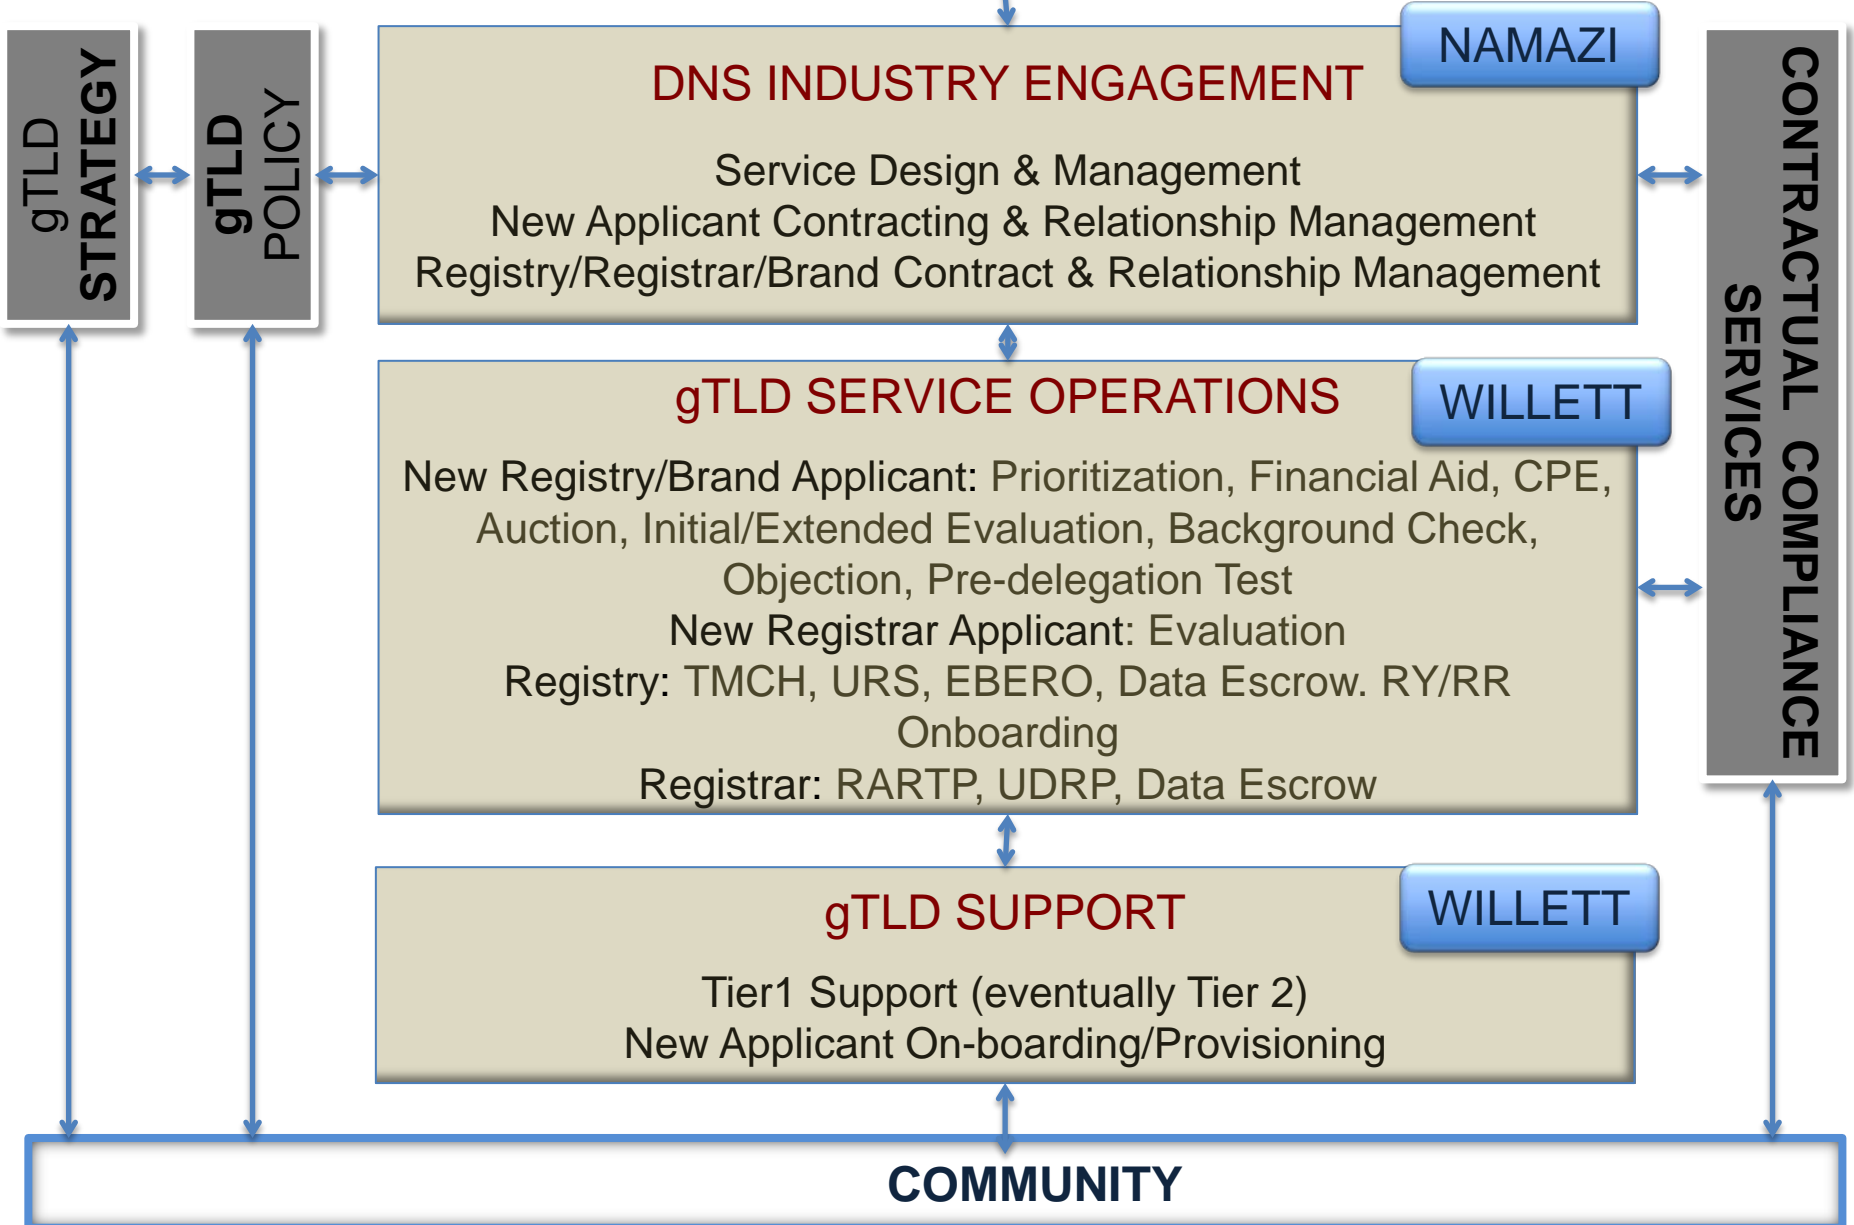 gTLD
STRATEGY
gTLD
POLICY
NAMAZI
DNS INDUSTRY ENGAGEMENT
Service Design & Management
New Applicant Contracting & Relationship Management
Registry/Registrar/Brand Contract & Relationship Management
CONTRACTUAL COMPLIANCE
SERVICES
gTLD SERVICE OPERATIONS
WILLETT
New Registry/Brand Applicant: Prioritization, Financial Aid, CPE,
Auction, Initial/Extended Evaluation, Background Check,
Objection, Pre-delegation Test
New Registrar Applicant: Evaluation
Registry: TMCH, URS, EBERO, Data Escrow. RY/RR
Onboarding
Registrar: RARTP, UDRP, Data Escrow
gTLD SUPPORT
WILLETT
Tier1 Support (eventually Tier 2)
New Applicant On-boarding/Provisioning
COMMUNITY